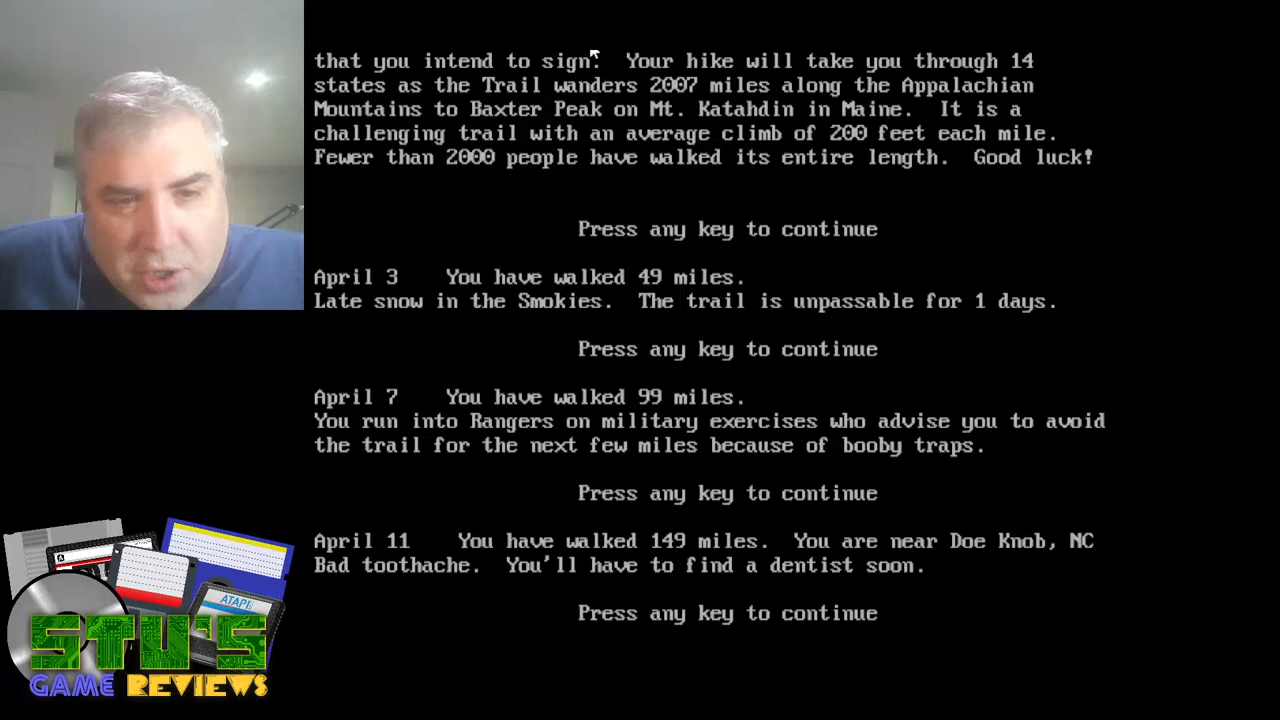 that you intend to sign. Your hike will take you through 14
states as the Trail wanders 2007 miles along the Appalachian
Mountains to Baxter Peak on Mt. Katahdin in Maine. It is a
challenging trail with an average climb of 200 feet each mile.
Fewer than 2000 people have walked its entire length. Good luck!
Press any key to continue
April 3 You have walked 49 miles.
Late snow in the Smokies. The trail is unpassable for 1 days.
Press any key to continue
April 7 You have walked 99 miles.
You run into Rangers on military exercises who advise you to avoid
the trail for the next few miles because of booby traps.
Press any key to continue
April 11 You have walked 149 miles. You are near Doe Knob, NC
Bad toothache. You'll have to find a dentist soon.
Press any key to continue
ATAPI
STU'S
GAME REVIEWS